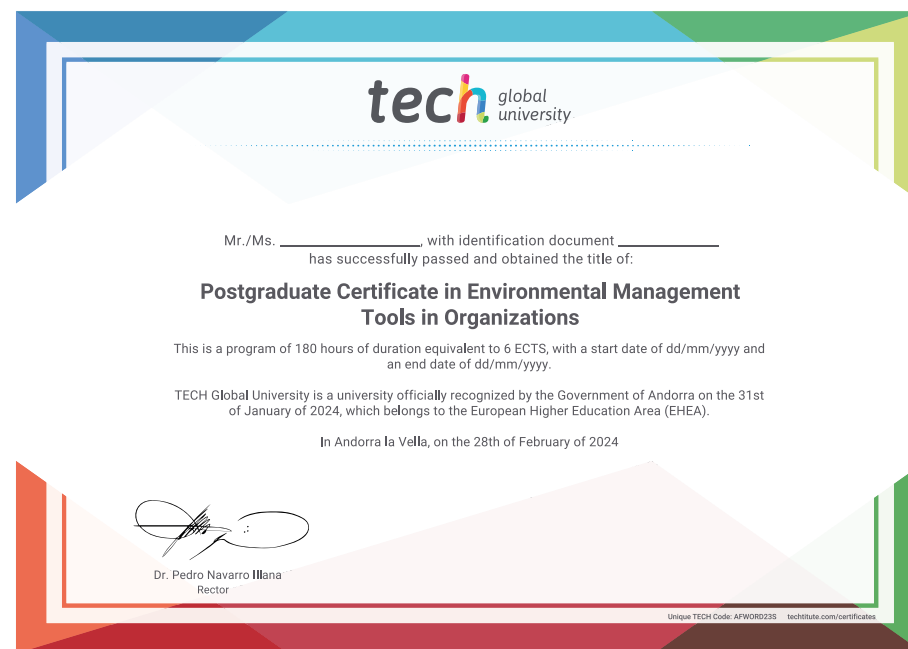 tech global university
Mr./Ms. ____________________, with identification document ______________
has successfully passed and obtained the title of:
Postgraduate Certificate in Environmental Management
Tools in Organizations
This is a program of 180 hours of duration equivalent to 6 ECTS, with a start date of dd/mm/yyyy and
an end date of dd/mm/yyyy.
TECH Global University is a university officially recognized by the Government of Andorra on the 31st
of January of 2024, which belongs to the European Higher Education Area (EHEA).
In Andorra la Vella, on the 28th of February of 2024
Dr. Pedro Navarro Illana
Rector
Unique TECH Code: AFWORD23S techtitute.com/certificates